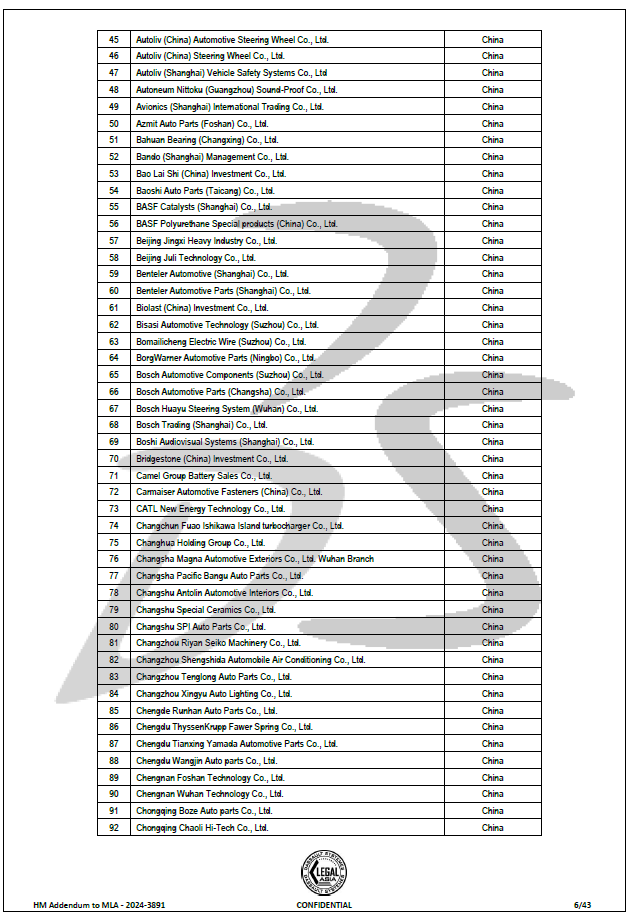 45 Autoliv (China) Automotive Steering Wheel Co., Ltd. China
46 Autoliv (China) Steering Wheel Co., Ltd. China
47 Autoliv (Shanghai) Vehicle Safety Systems Co., Ltd China
48 Autoneum Nittoku (Guangzhou) Sound-Proof Co., Ltd. China
49 Avionics (Shanghai) International Trading Co., Ltd. China
50 Azmit Auto Parts (Foshan) Co., Ltd. China
51 Bahuan Bearing (Changxing) Co., Ltd. China
52 Bando (Shanghai) Management Co., Ltd. China
53 Bao Lai Shi (China) Investment Co., Ltd. China
54 Baoshi Auto Parts (Taicang) Co., Ltd. China
55 BASF Catalysts (Shanghai) Co., Ltd. China
56 BASF Polyurethane Special products (China) Co., Ltd. China
57 Beijing Jingxi Heavy Industry Co., Ltd. China
58 Beijing Juli Technology Co., Ltd. China
59 Benteler Automotive (Shanghai) Co., Ltd. China
60 Benteler Automotive Parts (Shanghai) Co., Ltd. China
61 Biolast (China) Investment Co., Ltd. China
62 Bisasi Automotive Technology (Suzhou) Co., Ltd. China
63 Bomailicheng Electric Wire (Suzhou) Co., Ltd. China
64 BorgWarner Automotive Parts (Ningbo) Co., Ltd. China
65 Bosch Automotive Components (Suzhou) Co., Ltd. China
66 Bosch Automotive Parts (Changsha) Co., Ltd. China
67 Bosch Huayu Steering System (Wuhan) Co., Ltd. China
68 Bosch Trading (Shanghai) Co., Ltd. China
69 Boshi Audiovisual Systems (Shanghai) Co., Ltd. China
70 Bridgestone (China) Investment Co., Ltd. China
71 Camel Group Battery Sales Co., Ltd. China
72 Carmaiser Automotive Fasteners (China) Co., Ltd. China
73 CATL New Energy Technology Co., Ltd. China
74 Changchun Fuao Ishikawa Island turbocharger Co., Ltd. China
75 Changhua Holding Group Co., Ltd. China
76 Changsha Magna Automotive Exteriors Co., Ltd. Wuhan Branch China
77 Changsha Pacific Bangu Auto Parts Co., Ltd. China
78 Changshu Antolin Automotive Interiors Co., Ltd. China
79 Changshu Special Ceramics Co., Ltd. China
80 Changshu SPI Auto Parts Co., Ltd. China
81 Changzhou Riyan Seiko Machinery Co., Ltd. China
82 Changzhou Shengshida Automobile Air Conditioning Co., Ltd. China
83 Changzhou Tenglong Auto Parts Co., Ltd. China
84 Changzhou Xingyu Auto Lighting Co., Ltd. China
85 Chengde Runhan Auto Parts Co., Ltd. China
86 Chengdu ThyssenKrupp Fawer Spring Co., Ltd. China
87 Chengdu Tianxing Yamada Automotive Parts Co., Ltd. China
88 Chengdu Wangjin Auto parts Co., Ltd. China
89 Chengnan Foshan Technology Co., Ltd. China
90 Chengnan Wuhan Technology Co., Ltd. China
91 Chongqing Boze Auto parts Co., Ltd. China
92 Chongqing Chaoli Hi-Tech Co., Ltd. China
DASSAULT SYSTEMES
LEGAL
ASIA
DASSAULT SYSTEMES
HM Addendum to MLA - 2024-3891 CONFIDENTIAL 6/43